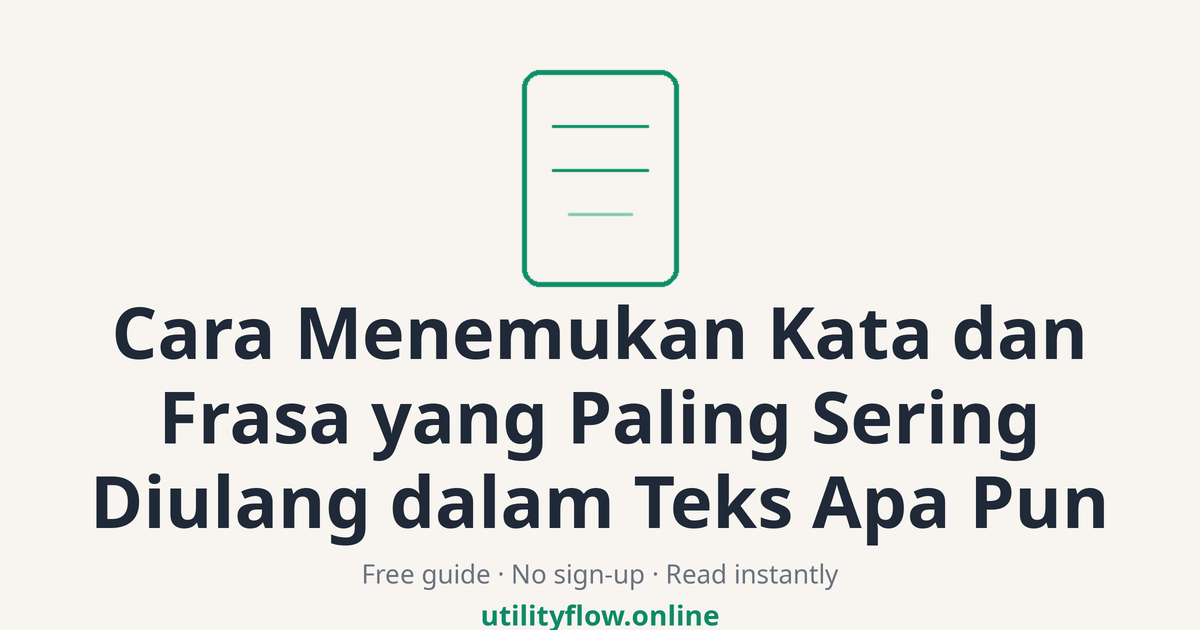 Cara Menemukan Kata dan
Frasa yang Paling Sering
Diulang dalam Teks Apa Pun
Free guide · No sign-up · Read instantly
utilityflow.online